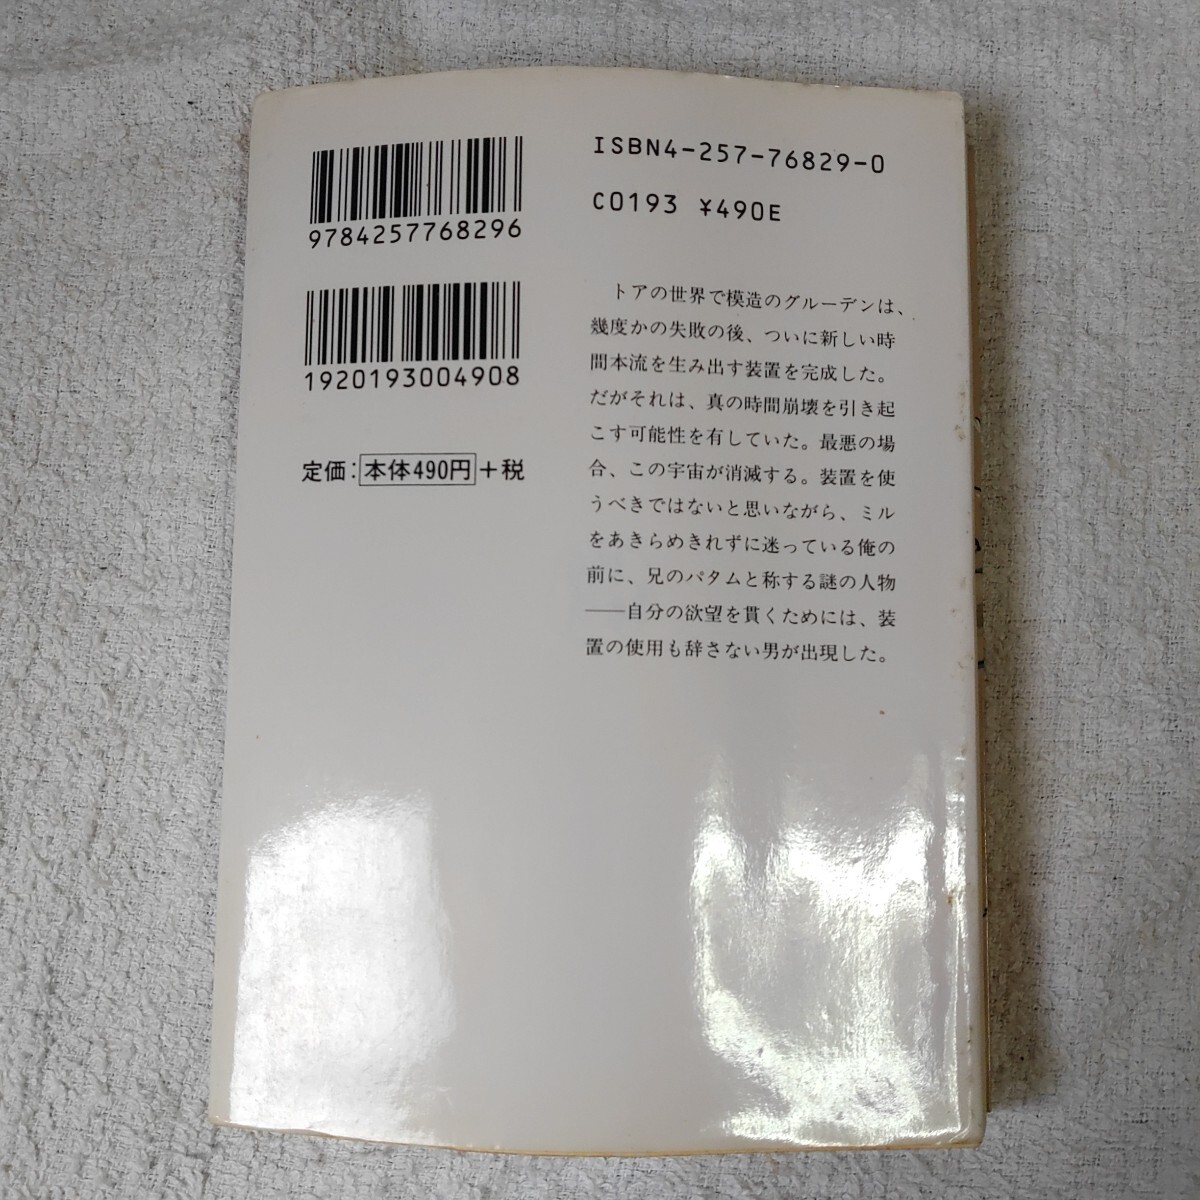 9784257768296
1920193004908
定価:本体490円+税
ISBN4-257-76829-0
C0193 ¥490E
トアの世界で模造のグルーデンは、
幾度かの失敗の後、ついに新しい時
間本流を生み出す装置を完成した。
だがそれは、真の時間崩壊を引き起
こす可能性を有していた。最悪の場
合、この宇宙が消滅する。装置を使
うべきではないと思いながら、ミル
をあきらめきれずに迷っている俺の
前に、兄のパタムと称する謎の人物
――自分の欲望を貫くためには、装
置の使用も辞さない男が出現した。